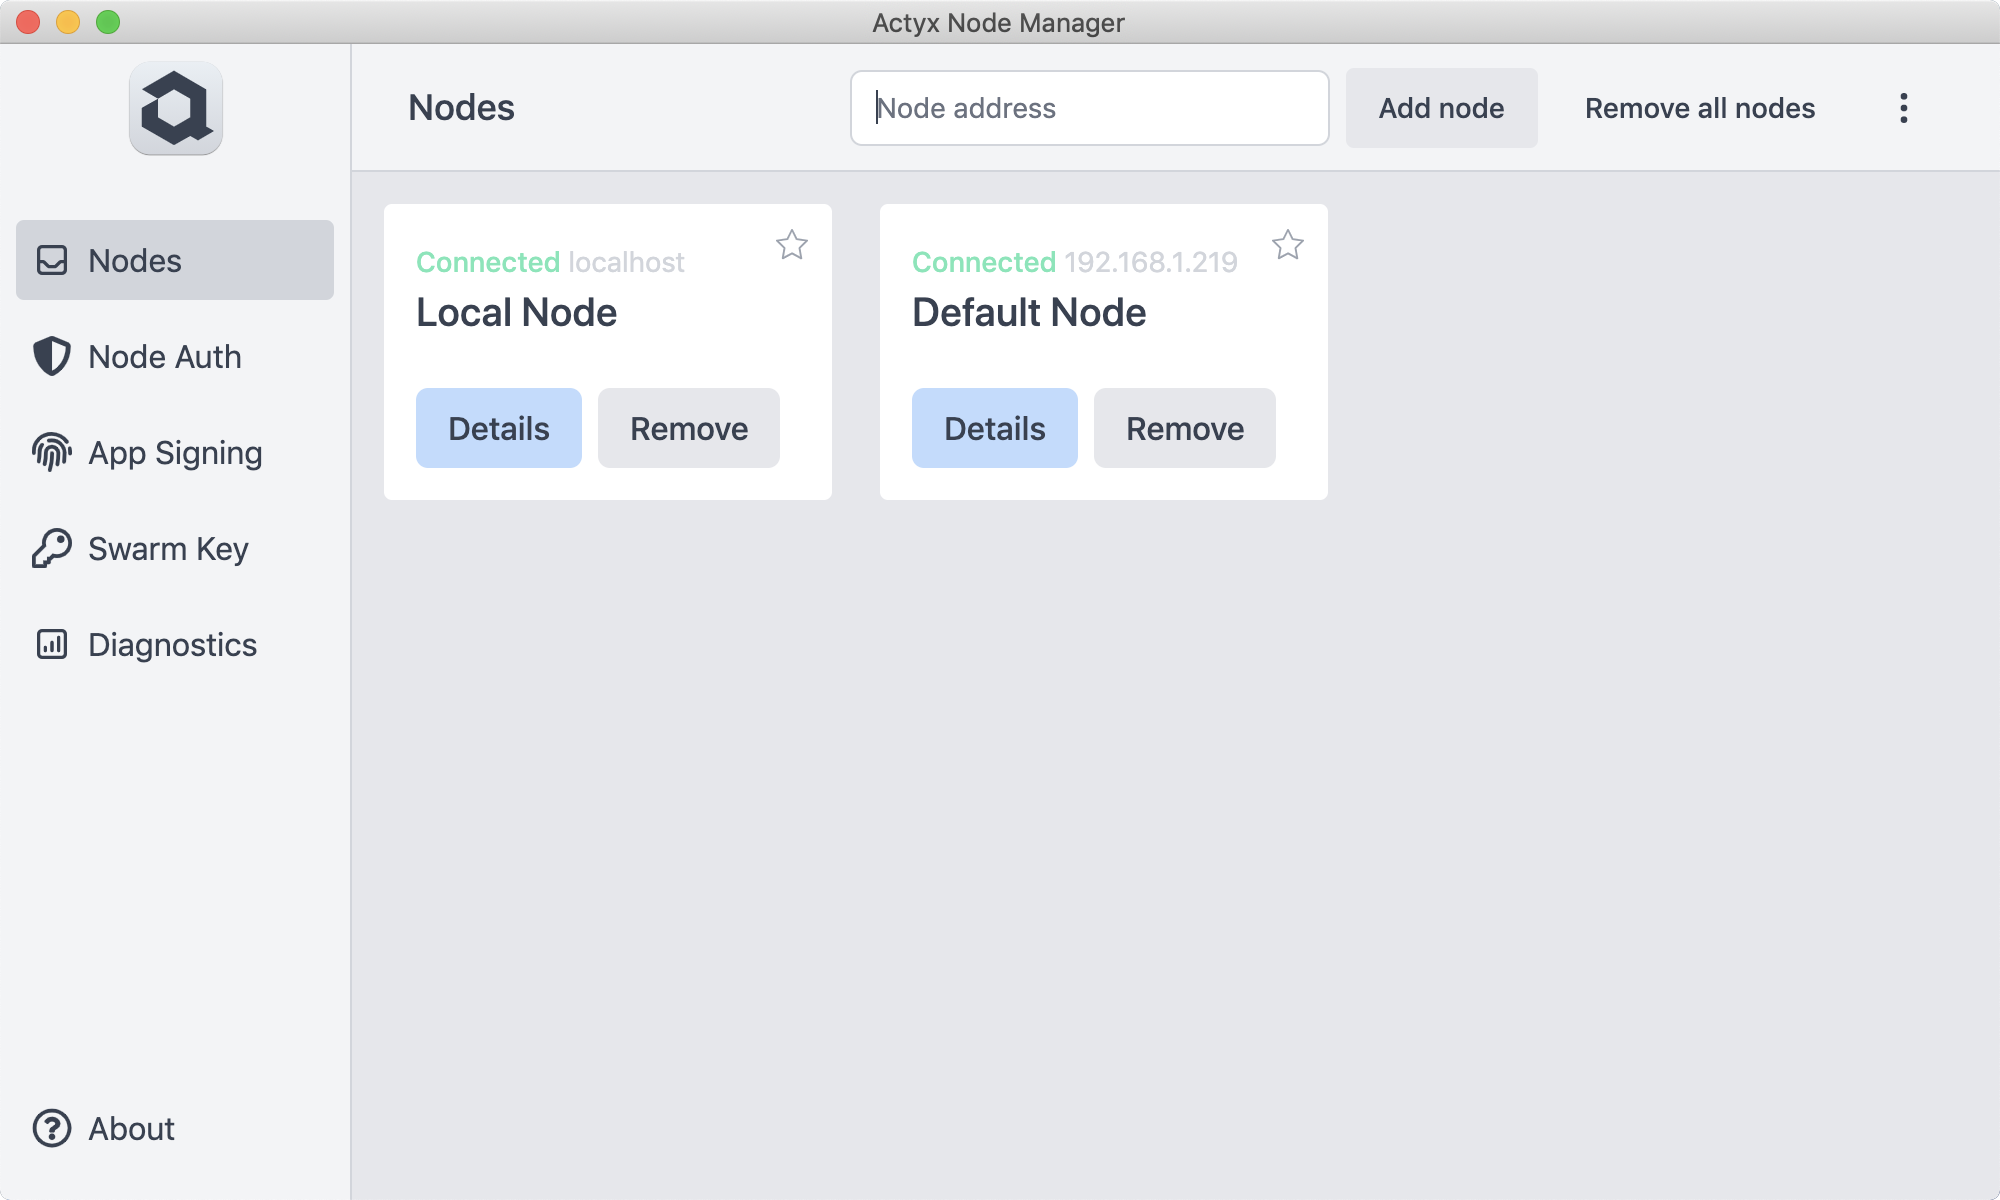 Actyx Node Manager
Nodes
Node address
Add node
Remove all nodes
Nodes
Node Auth
App Signing
Swarm Key
Diagnostics
About
Connected localhost
Local Node
Details
Remove
Connected 192.168.1.219
Default Node
Details
Remove